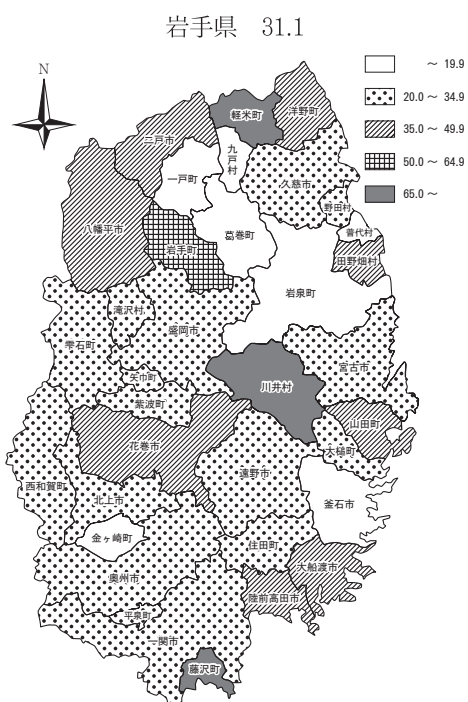 岩手県 31.1
N
～ 19.9
20.0 ～ 34.9
35.0 ～ 49.9
50.0 ～ 64.9
65.0 ～
軽米町
洋野町
二戸市
九戸村
一戸町
久慈市
野田村
葛巻町
普代村
八幡平市
岩手町
田野畑村
岩泉町
滝沢村
盛岡市
雫石町
宮古市
矢巾町
川井村
紫波町
山田町
花巻市
大槌町
遠野市
西和賀町
北上市
釜石市
金ヶ崎町
住田町
大船渡市
奥州市
陸前高田市
平泉町
一関市
藤沢町